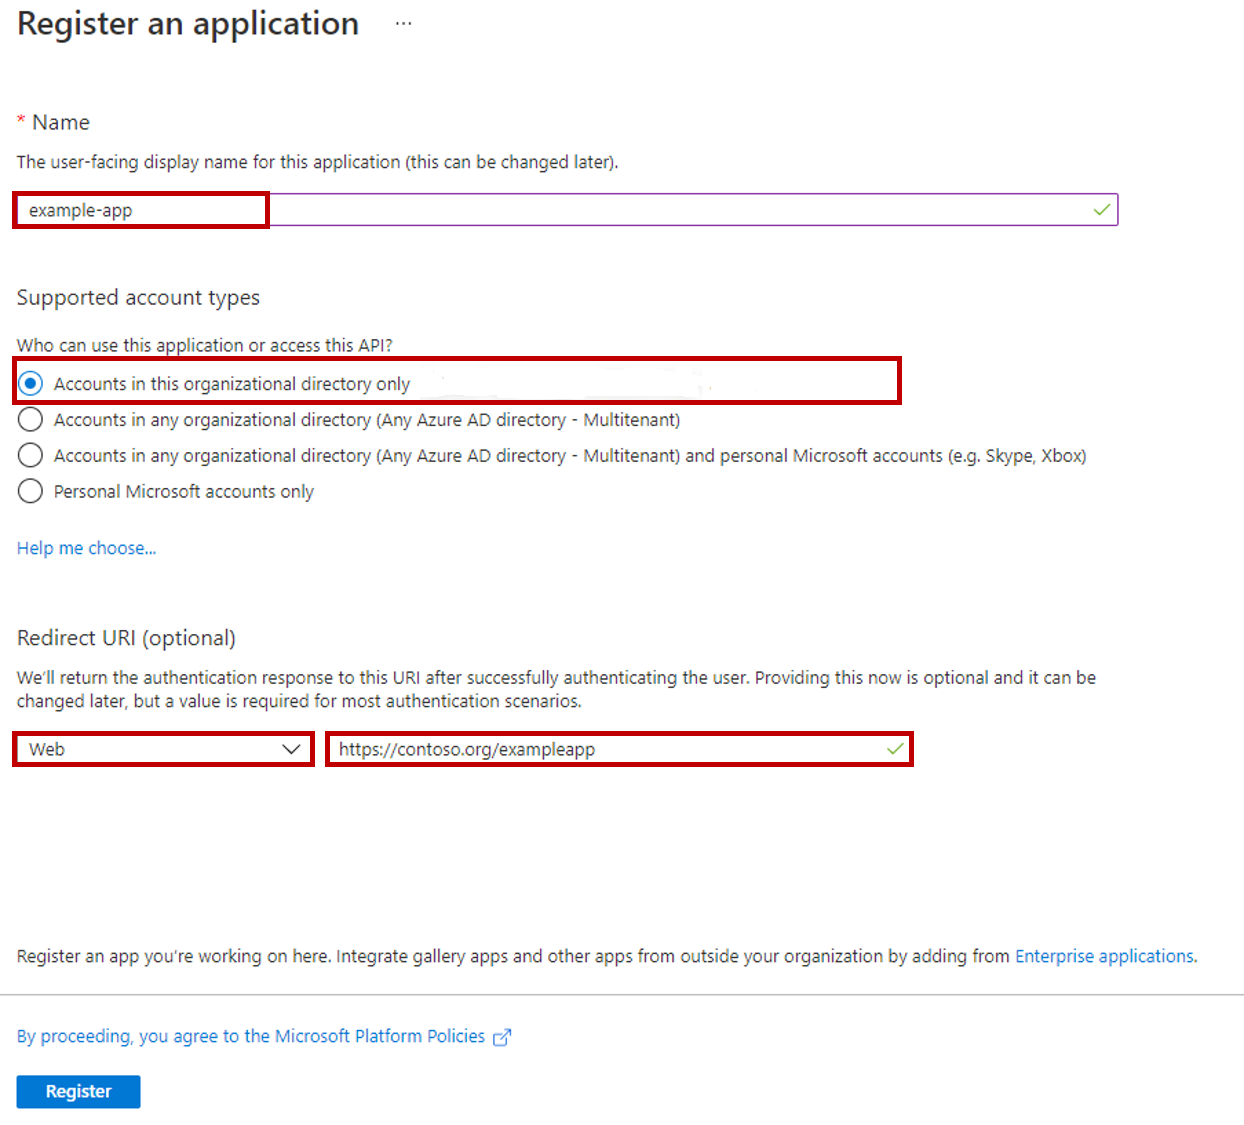 Register an application ...
* Name
The user-facing display name for this application (this can be changed later).
example-app
Supported account types
Who can use this application or access this API?
Accounts in this organizational directory only
Accounts in any organizational directory (Any Azure AD directory - Multitenant)
Accounts in any organizational directory (Any Azure AD directory - Multitenant) and personal Microsoft accounts (e.g. Skype, Xbox)
Personal Microsoft accounts only
Help me choose...
Redirect URI (optional)
We'll return the authentication response to this URI after successfully authenticating the user. Providing this now is optional and it can be
changed later, but a value is required for most authentication scenarios.
Web https://contoso.org/exampleapp
Register an app you're working on here. Integrate gallery apps and other apps from outside your organization by adding from Enterprise applications.
By proceeding, you agree to the Microsoft Platform Policies
Register